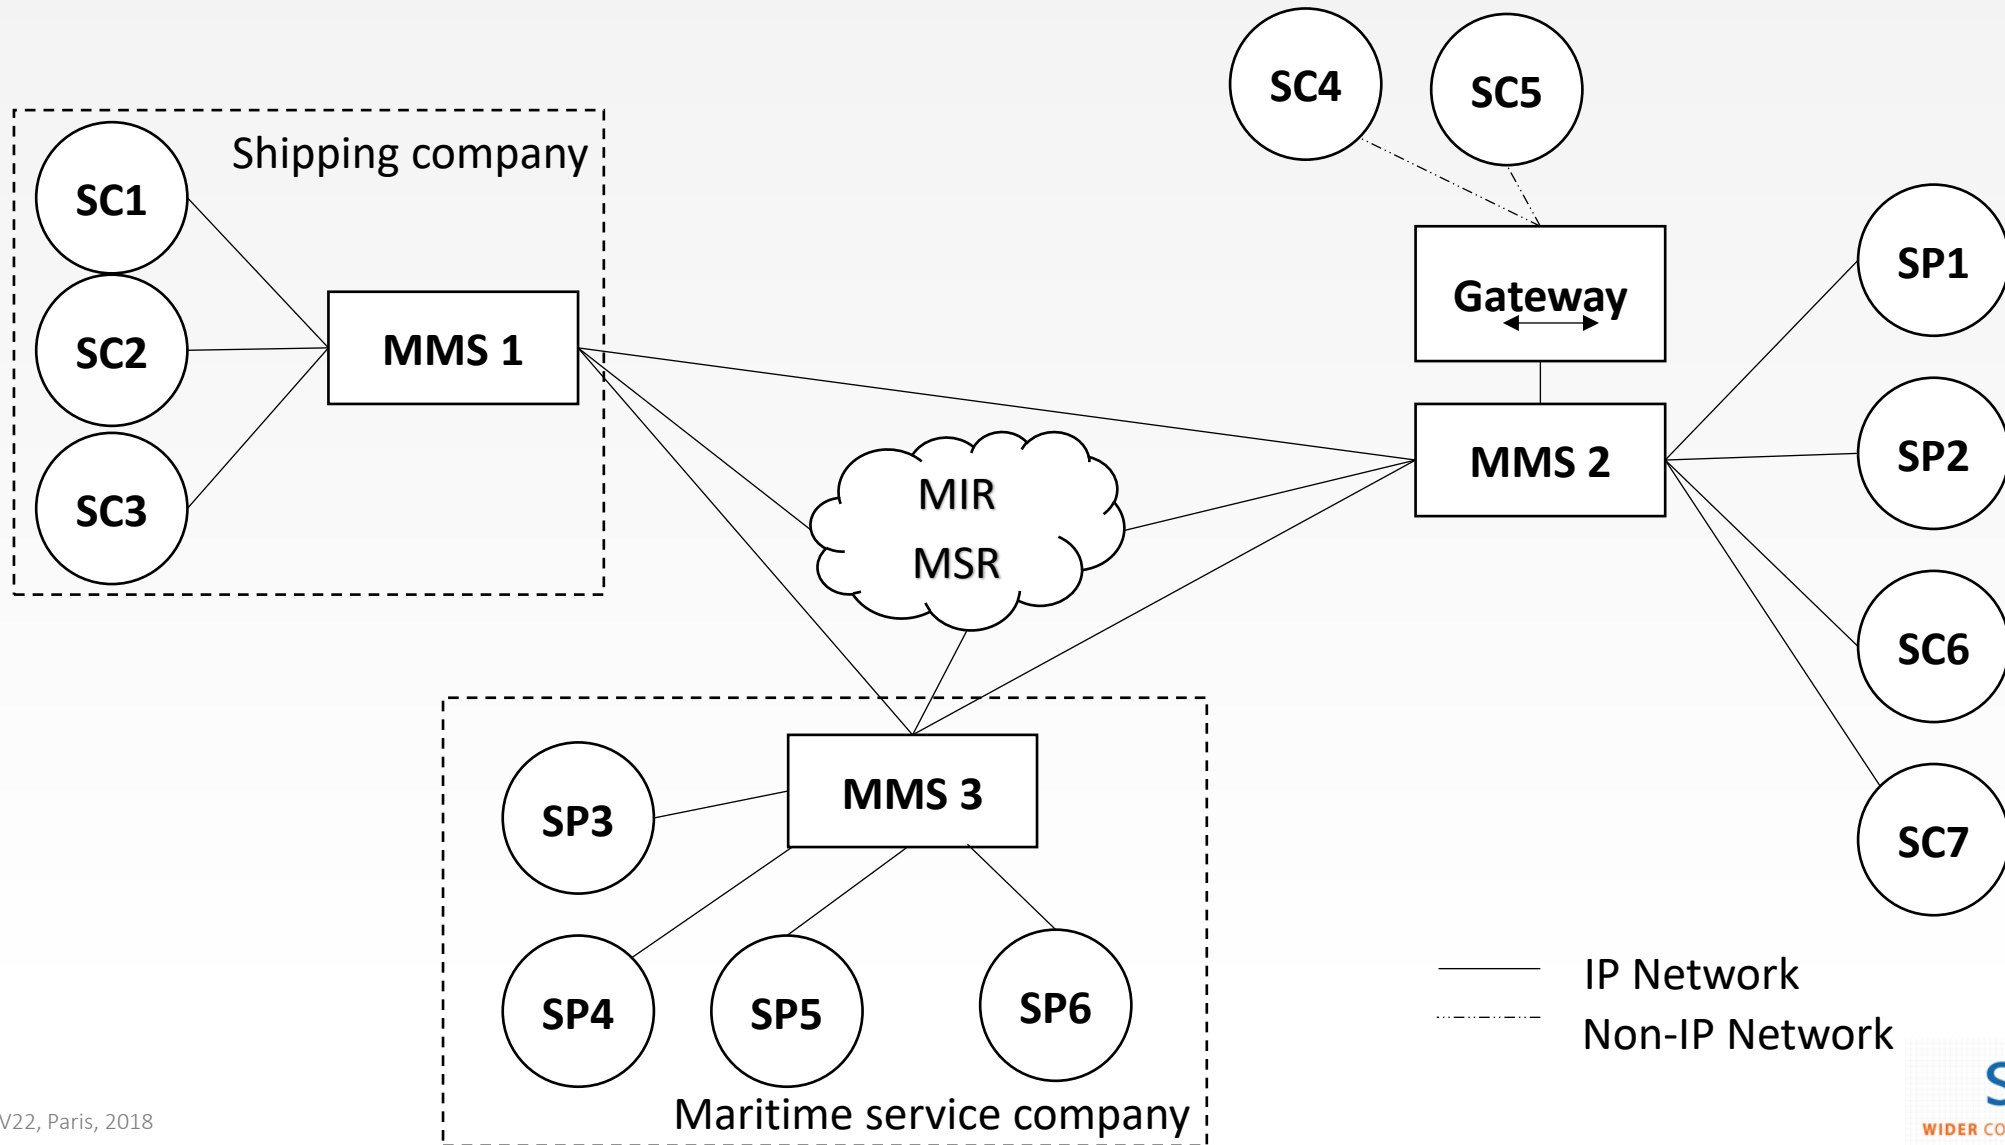 SC4
SC5
Shipping company
SC1
SP1
Gateway
SC2
MMS 1
SP2
MMS 2
MIR
SC3
MSR
SC6
MMS 3
SP3
SC7
SP4
SP5
SP6
IP Network
Non-IP Network
Maritime service company
V22, Paris, 2018
S
WIDER CO